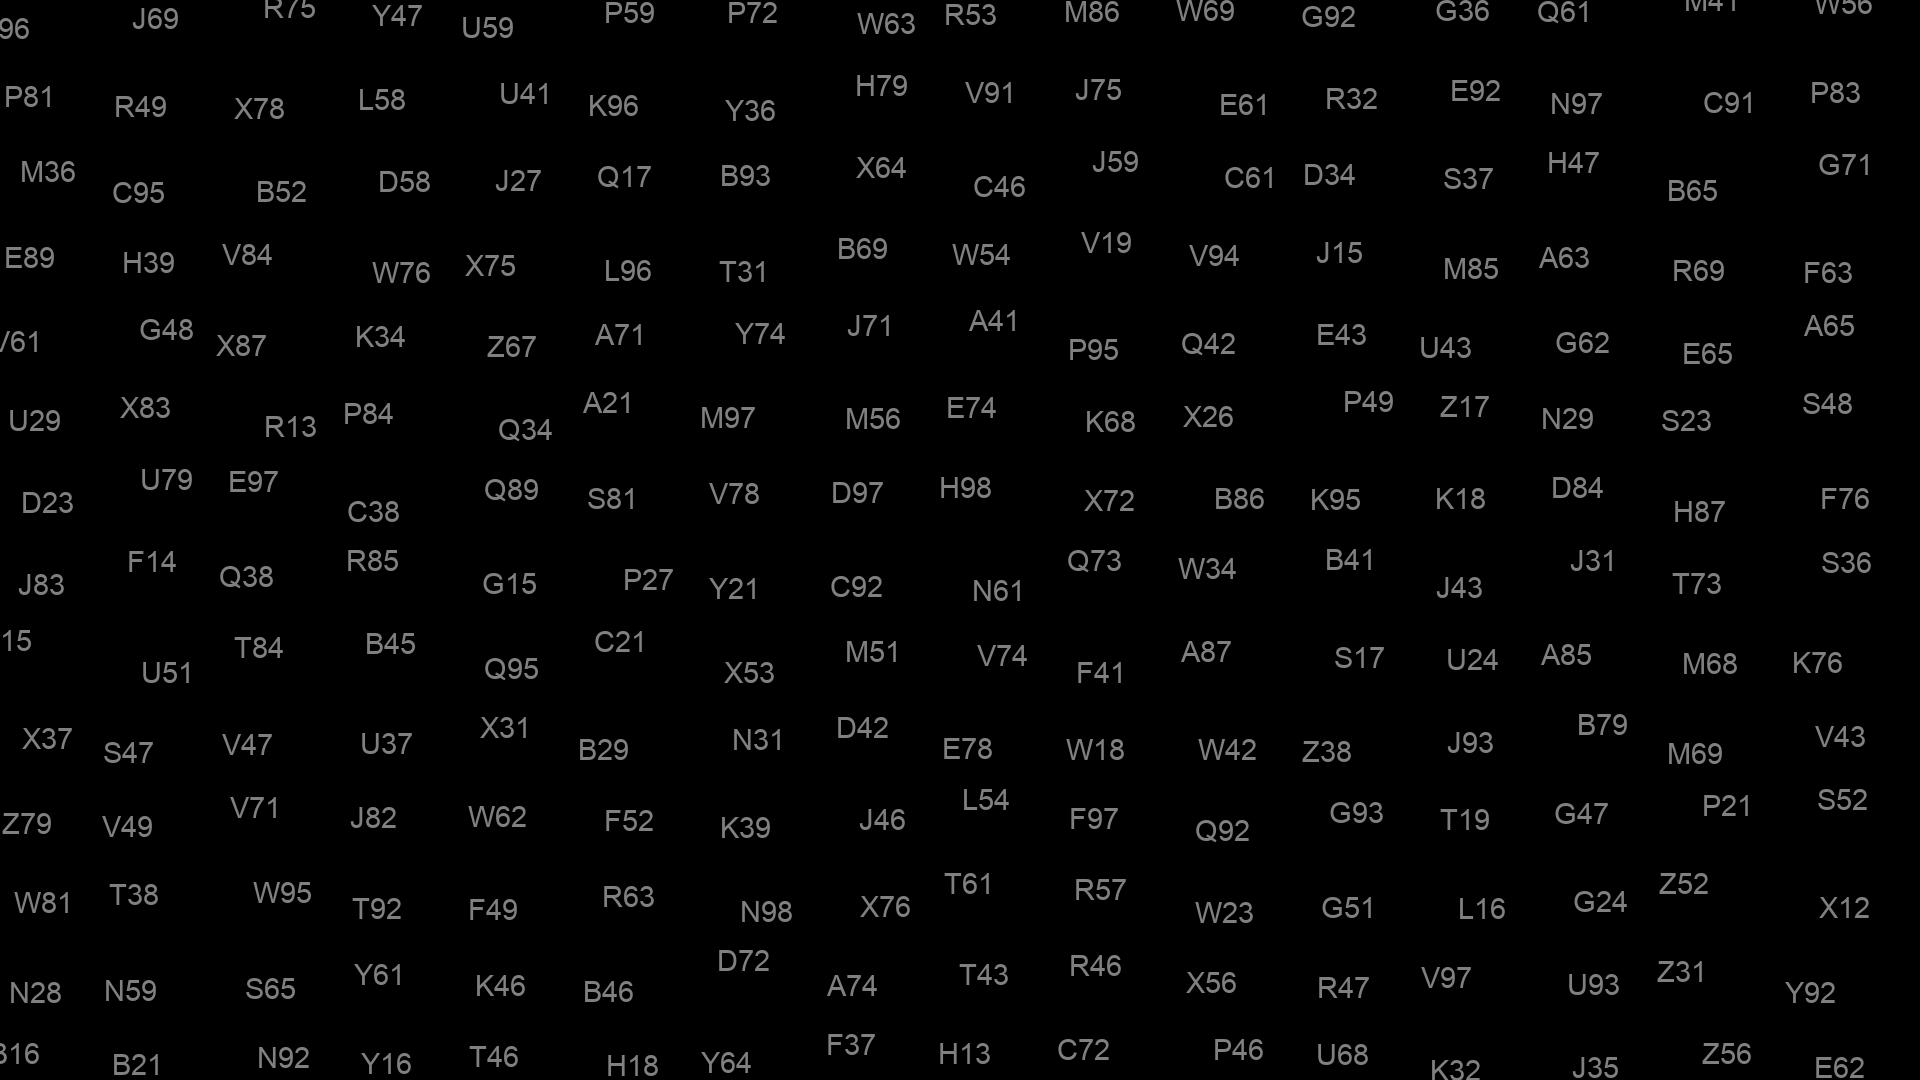 96 J69 R75 Y47 U59 P59 P72 W63 R53 M86 W69 G92 G36 Q61 M41 W56
P81 R49 X78 L58 U41 K96 Y36 H79 V91 J75 E61 R32 E92 N97 C91 P83
M36 C95 B52 D58 J27 Q17 B93 X64 C46 J59 C61 D34 S37 H47 B65 G71
E89 H39 V84 W76 X75 L96 T31 B69 W54 V19 V94 J15 M85 A63 R69 F63
V61 G48 X87 K34 Z67 A71 Y74 J71 A41 P95 Q42 E43 U43 G62 E65 A65
U29 X83 R13 P84 Q34 A21 M97 M56 E74 K68 X26 P49 Z17 N29 S23 S48
D23 U79 E97 C38 Q89 S81 V78 D97 H98 X72 B86 K95 K18 D84 H87 F76
J83 F14 Q38 R85 G15 P27 Y21 C92 N61 Q73 W34 B41 J43 J31 T73 S36
15 U51 T84 B45 Q95 C21 X53 M51 V74 F41 A87 S17 U24 A85 M68 K76
X37 S47 V47 U37 X31 B29 N31 D42 E78 W18 W42 Z38 J93 B79 M69 V43
Z79 V49 V71 J82 W62 F52 K39 J46 L54 F97 Q92 G93 T19 G47 P21 S52
W81 T38 W95 T92 F49 R63 N98 X76 T61 R57 W23 G51 L16 G24 Z52 X12
N28 N59 S65 Y61 K46 B46 D72 A74 T43 R46 X56 R47 V97 U93 Z31 Y92
B16 B21 N92 Y16 T46 H18 Y64 F37 H13 C72 P46 U68 K32 J35 Z56 E62